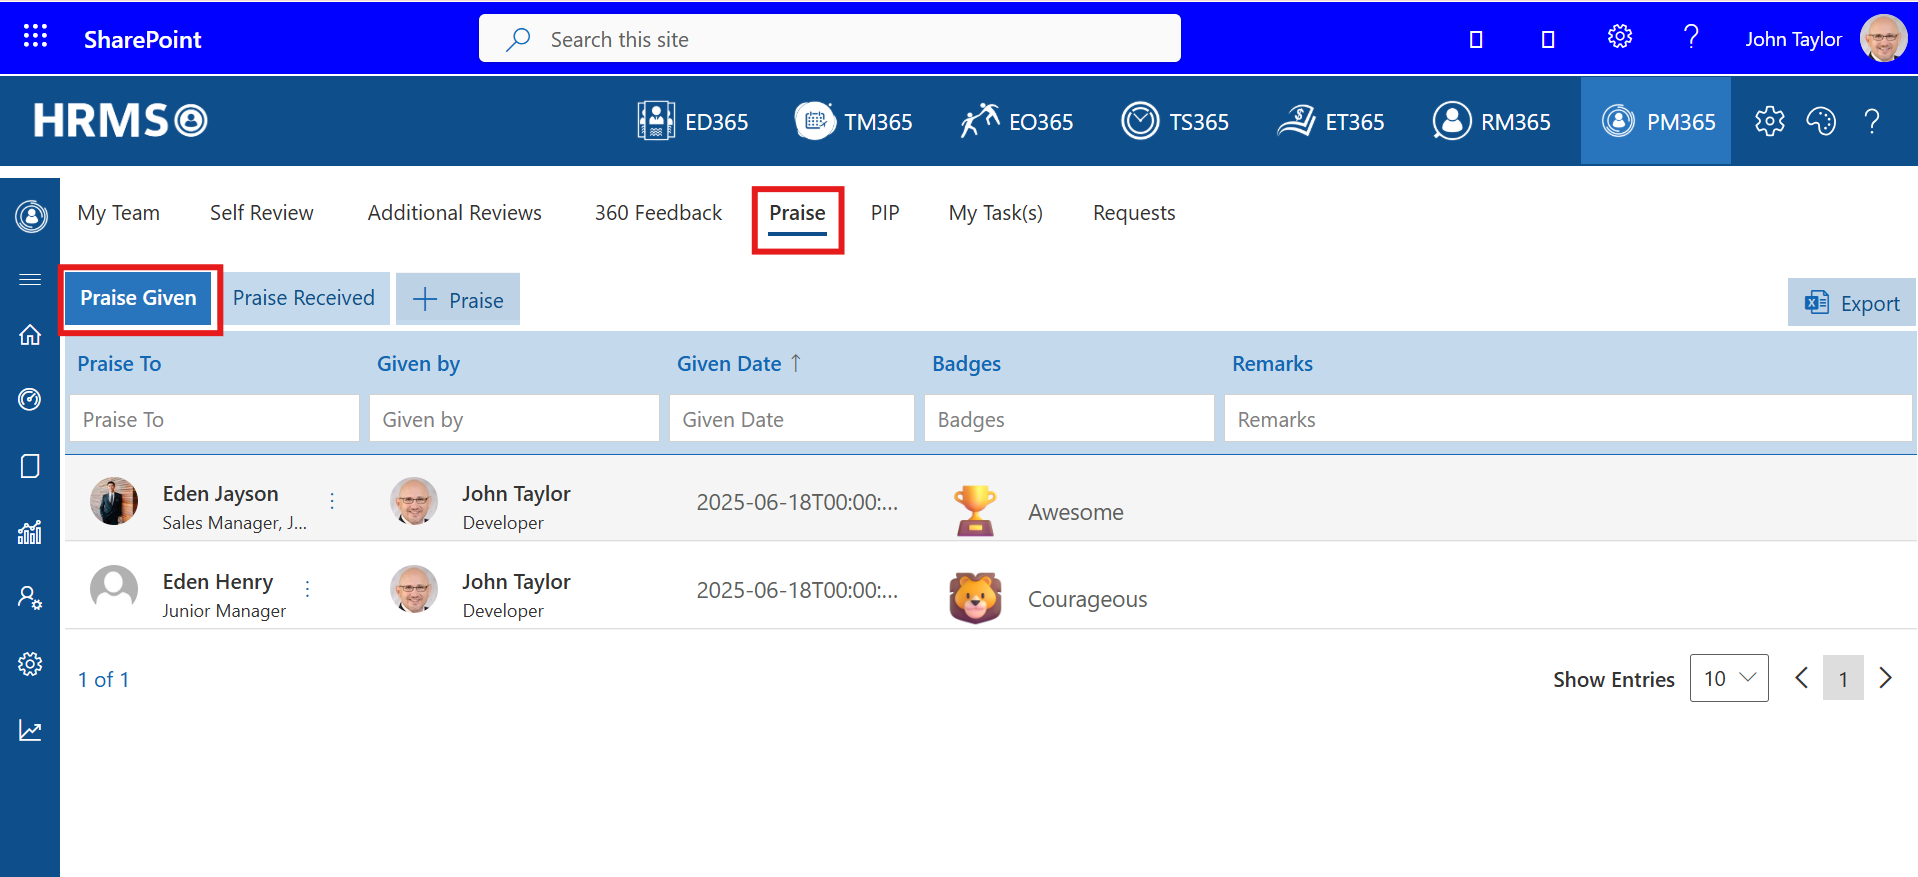 SharePoint
Search this site
John Taylor
HRMS
ED365
TM365
EO365
TS365
ET365
RM365
PM365
My Team
Self Review
Additional Reviews
360 Feedback
Praise
PIP
My Task(s)
Requests
Praise Given
Praise Received
Praise
Export
Praise To
Given by
Given Date ↑
Badges
Remarks
Praise To
Given by
Given Date
Badges
Remarks
Eden Jayson
Sales Manager, J...
John Taylor
Developer
2025-06-18T00:00:...
Awesome
Eden Henry
Junior Manager
John Taylor
Developer
2025-06-18T00:00:...
Courageous
1 of 1
Show Entries
10
1